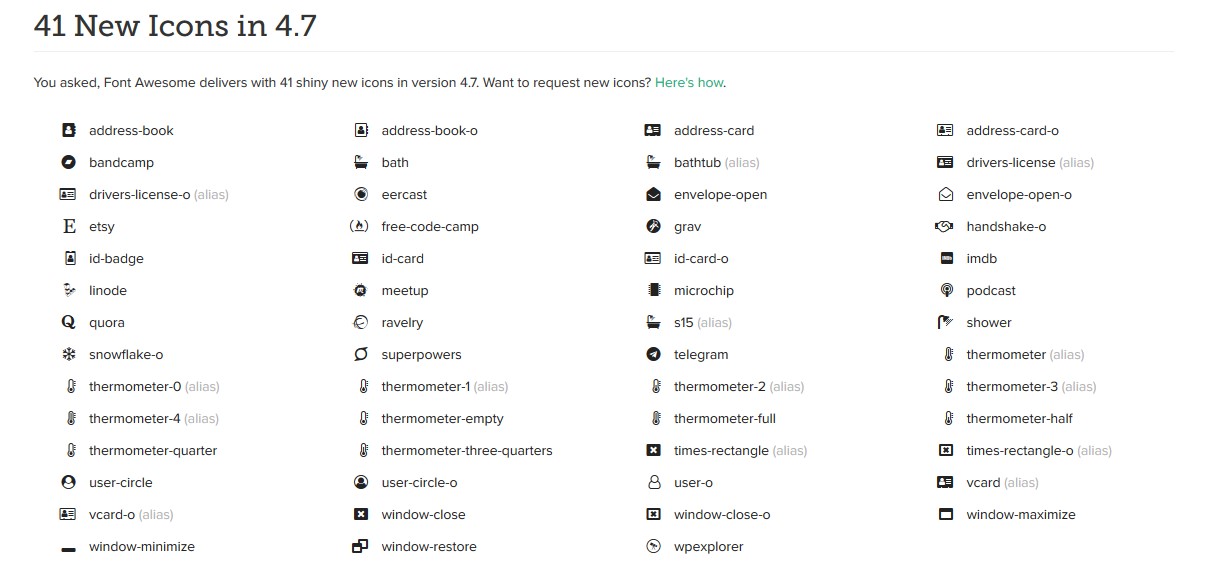 41 New Icons in 4.7
You asked, Font Awesome delivers with 41 shiny new icons in version 4.7. Want to request new icons? Here's how.
address-book address-book-o address-card address-card-o
bandcamp bath bathtub (alias) drivers-license (alias)
drivers-license-o (alias) eercast envelope-open envelope-open-o
etsy free-code-camp grav handshake-o
id-badge id-card id-card-o imdb
linode meetup microchip podcast
quora ravelry s15 (alias) shower
snowflake-o superpowers telegram thermometer (alias)
thermometer-0 (alias) thermometer-1 (alias) thermometer-2 (alias) thermometer-3 (alias)
thermometer-4 (alias) thermometer-empty thermometer-full thermometer-half
thermometer-quarter thermometer-three-quarters times-rectangle (alias) times-rectangle-o (alias)
user-circle user-circle-o user-o vcard (alias)
vcard-o (alias) window-close window-close-o window-maximize
window-minimize window-restore wpexplorer